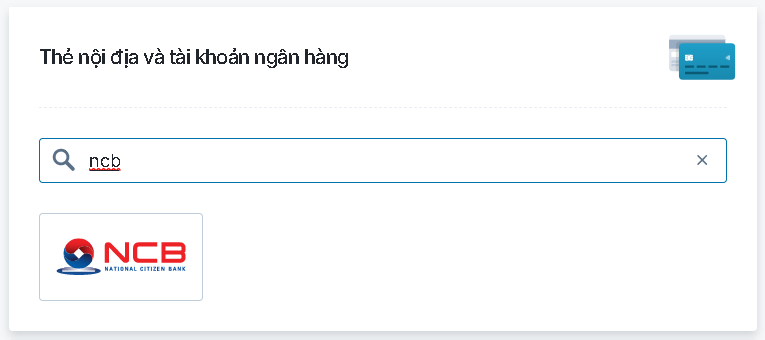 Thẻ nội địa và tài khoản ngân hàng
ncb
NCB
NATIONAL CITIZEN BANK